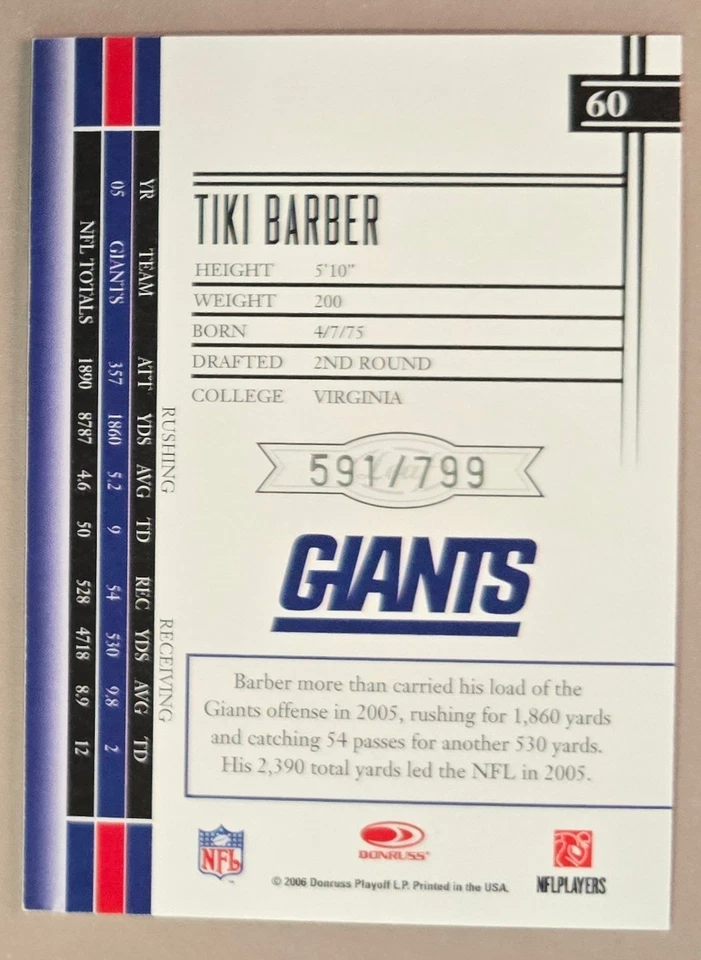 60
TIKI BARBER
HEIGHT 5'10"
WEIGHT 200
BORN 4/7/75
DRAFTED 2ND ROUND
COLLEGE VIRGINIA
591/799
GIANTS
Barber more than carried his load of the
Giants offense in 2005, rushing for 1,860 yards
and catching 54 passes for another 530 yards.
His 2,390 total yards led the NFL in 2005.
NFL
DONRUSS
NFLPLAYERS
© 2006 Donruss Playoff L.P. Printed in the USA.
RUSHING RECEIVING
YR TEAM ATT YDS AVG TD REC YDS AVG TD
05 GIANTS 357 1860 5.2 9 54 530 9.8 2
NFL TOTALS 1890 8787 4.6 50 528 4718 8.9 12